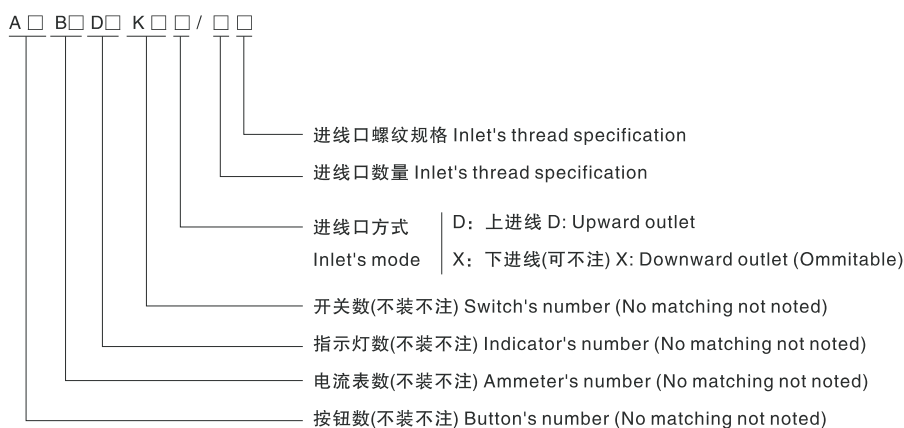 A□ B□ D□ K□ □ / □ □
进线口螺纹规格 Inlet's thread specification
进线口数量 Inlet's thread specification
进线口方式
D：上进线 D: Upward outlet
Inlet's mode
X：下进线(可不注) X: Downward outlet (Ommitable)
开关数(不装不注) Switch's number (No matching not noted)
指示灯数(不装不注) Indicator's number (No matching not noted)
电流表数(不装不注) Ammeter's number (No matching not noted)
按钮数(不装不注) Button's number (No matching not noted)